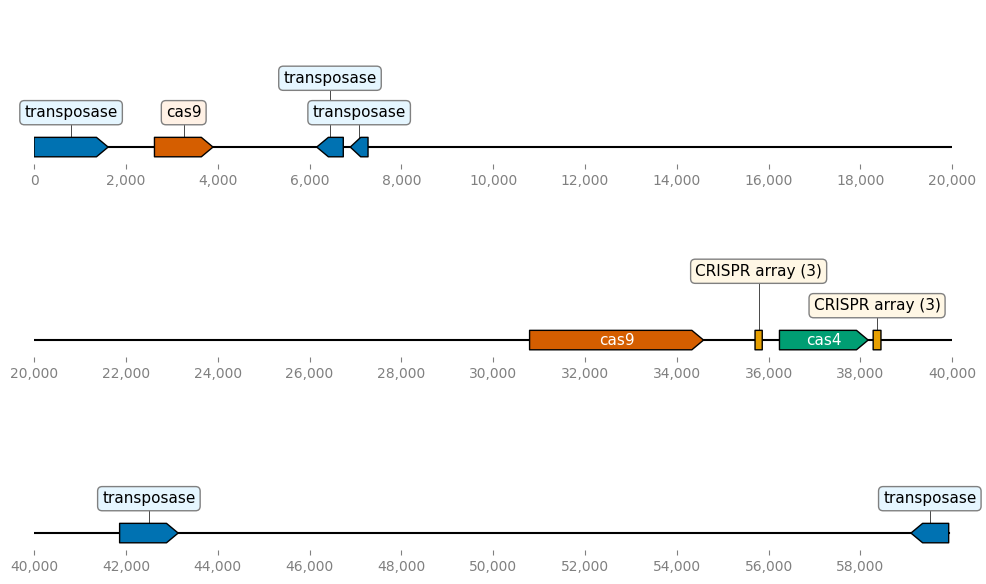 transposase
transposase cas9 transposase
0 2,000 4,000 6,000 8,000 10,000 12,000 14,000 16,000 18,000 20,000
CRISPR array (3)
CRISPR array (3)
cas9 cas4
20,000 22,000 24,000 26,000 28,000 30,000 32,000 34,000 36,000 38,000 40,000
transposase transposase
40,000 42,000 44,000 46,000 48,000 50,000 52,000 54,000 56,000 58,000